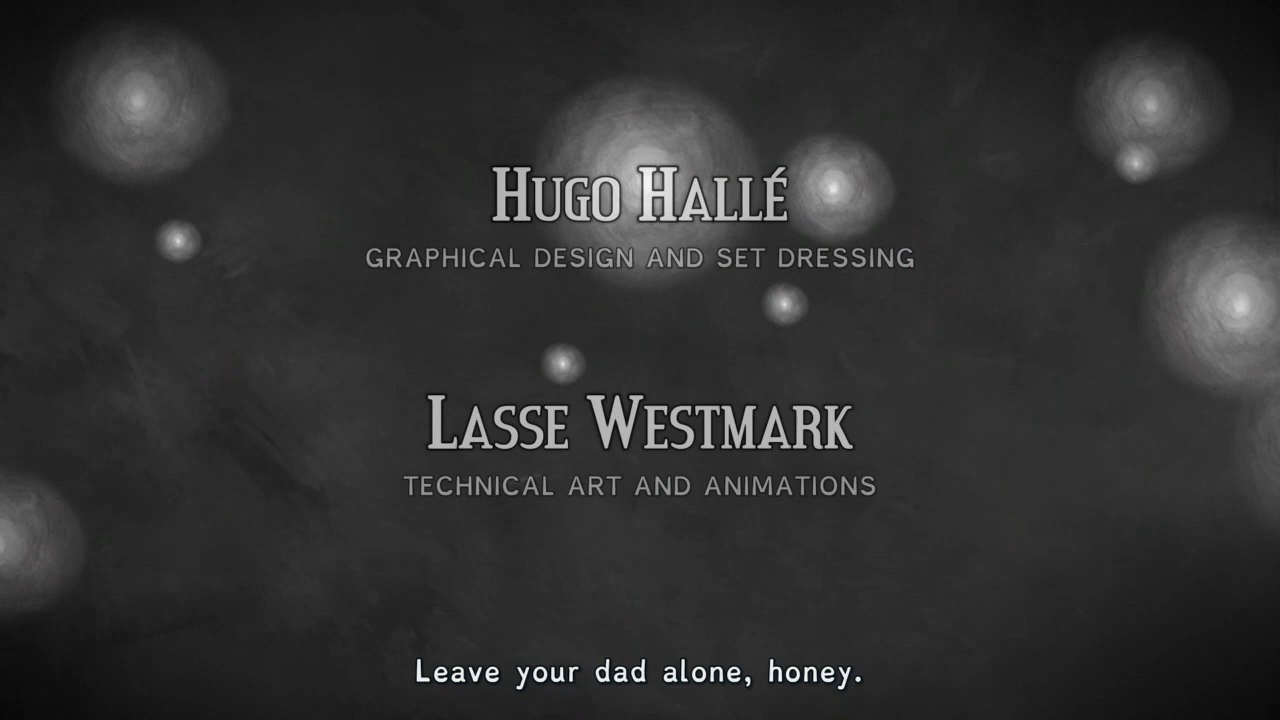 Hugo Hallé
GRAPHICAL DESIGN AND SET DRESSING
Lasse Westmark
TECHNICAL ART AND ANIMATIONS
Leave your dad alone, honey.